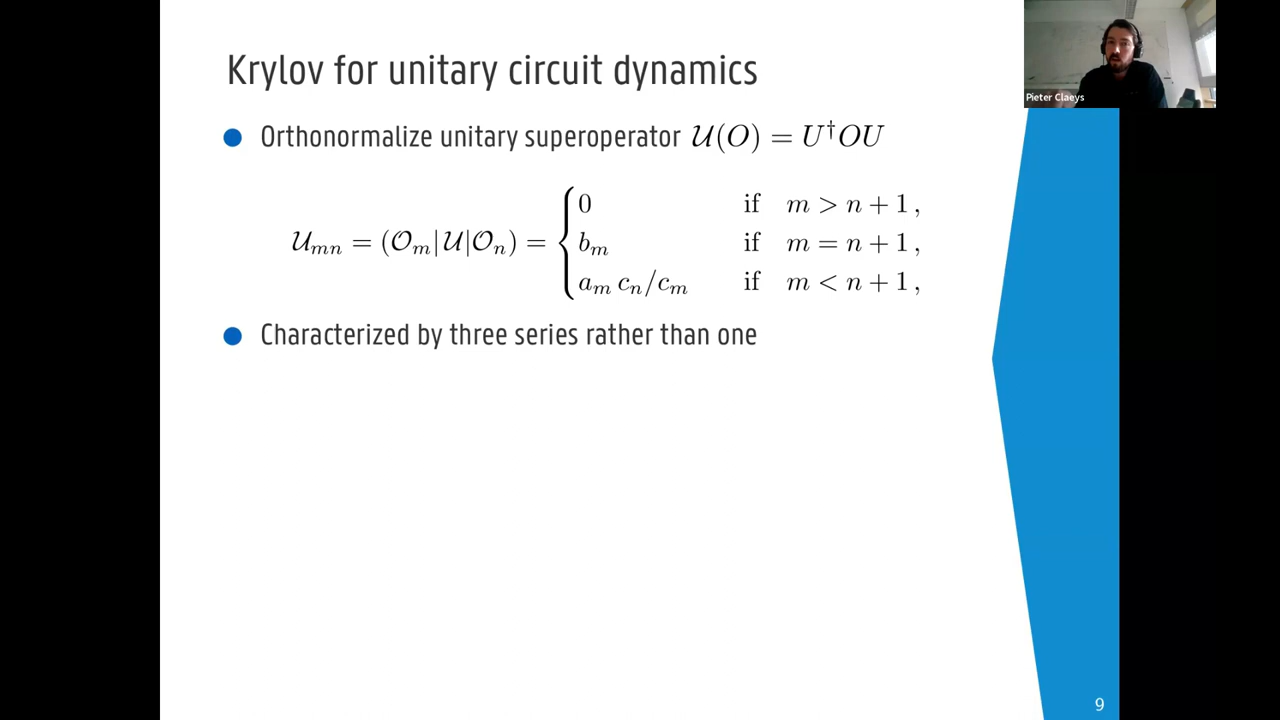 Krylov for unitary circuit dynamics
Pieter Claeys
Orthonormalize unitary superoperator 𝒰(O) = U†OU
𝒰ₘₙ = (𝒪ₘ|𝒰|𝒪ₙ) = { 0 if m > n + 1 ,
bₘ if m = n + 1 ,
aₘ cₙ/cₘ if m < n + 1 ,
Characterized by three series rather than one
9